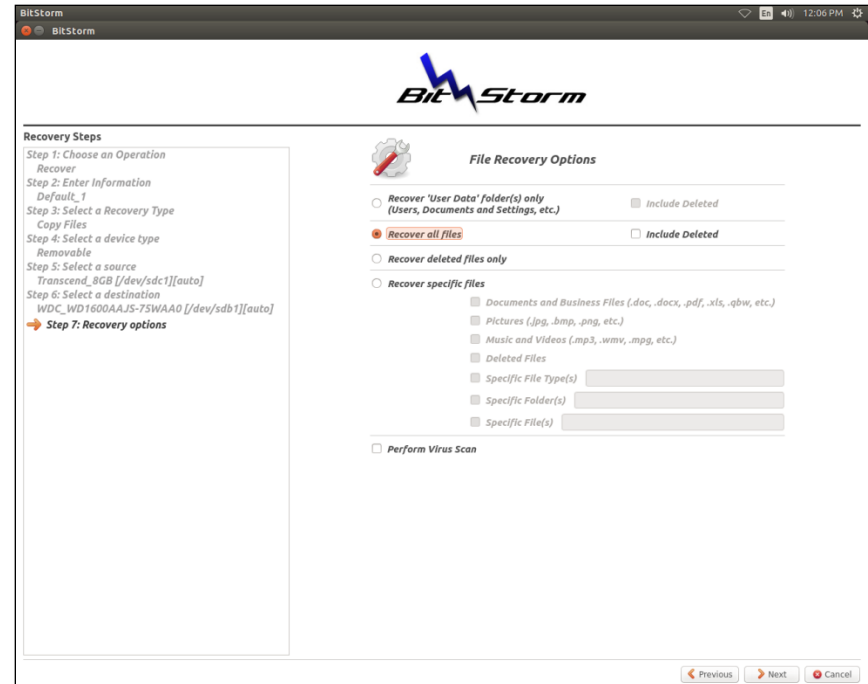 BitStorm
En
12:06 PM
BitStorm
Bit Storm
Recovery Steps
Step 1: Choose an Operation
Recover
Step 2: Enter Information
Default_1
Step 3: Select a Recovery Type
Copy Files
Step 4: Select a device type
Removable
Step 5: Select a source
Transcend_8GB [/dev/sdc1][auto]
Step 6: Select a destination
WDC_WD1600AAJS-75WAA0 [/dev/sdb1][auto]
Step 7: Recovery options
File Recovery Options
Recover 'User Data' folder(s) only
(Users, Documents and Settings, etc.)
Include Deleted
Recover all files
Include Deleted
Recover deleted files only
Recover specific files
Documents and Business Files (.doc, .docx, .pdf, .xls, .qbw, etc.)
Pictures (.jpg, .bmp, .png, etc.)
Music and Videos (.mp3, .wmv, .mpg, etc.)
Deleted Files
Specific File Type(s)
Specific Folder(s)
Specific File(s)
Perform Virus Scan
Previous
Next
Cancel